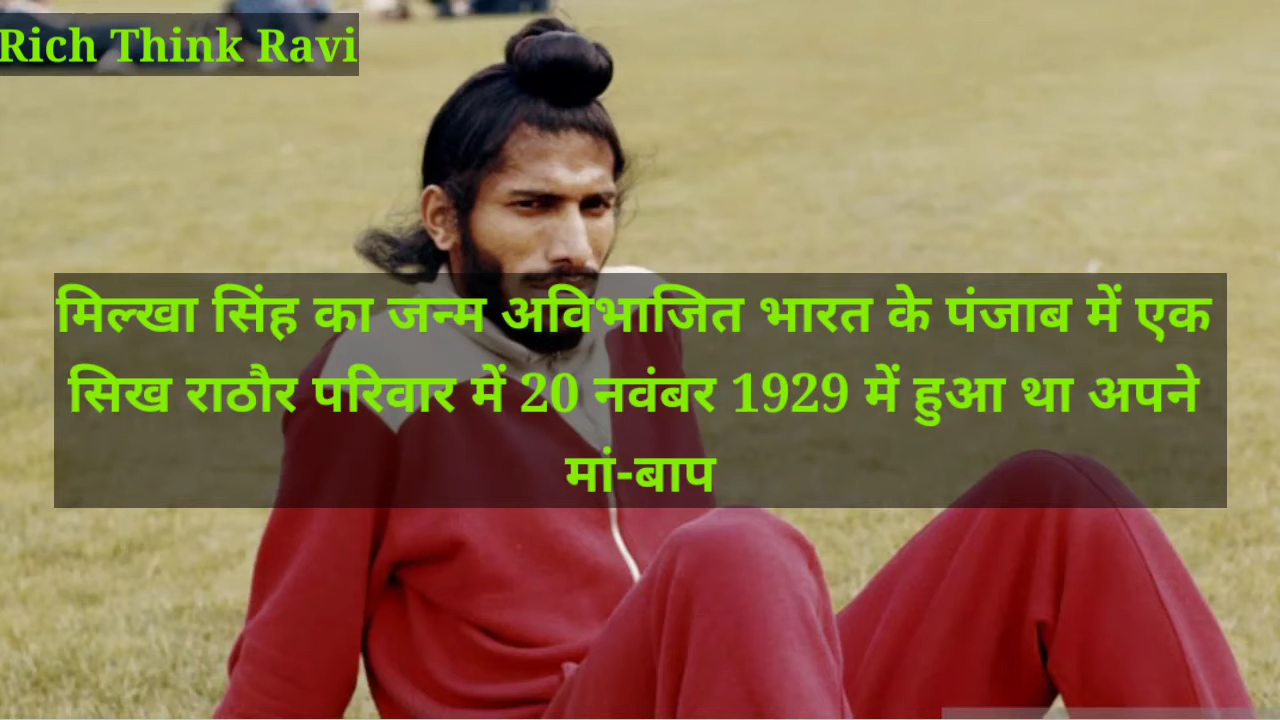 Rich Think Ravi
मिल्खा सिंह का जन्म अविभाजित भारत के पंजाब में एक
सिख राठौर परिवार में 20 नवंबर 1929 में हुआ था अपने
मां-बाप